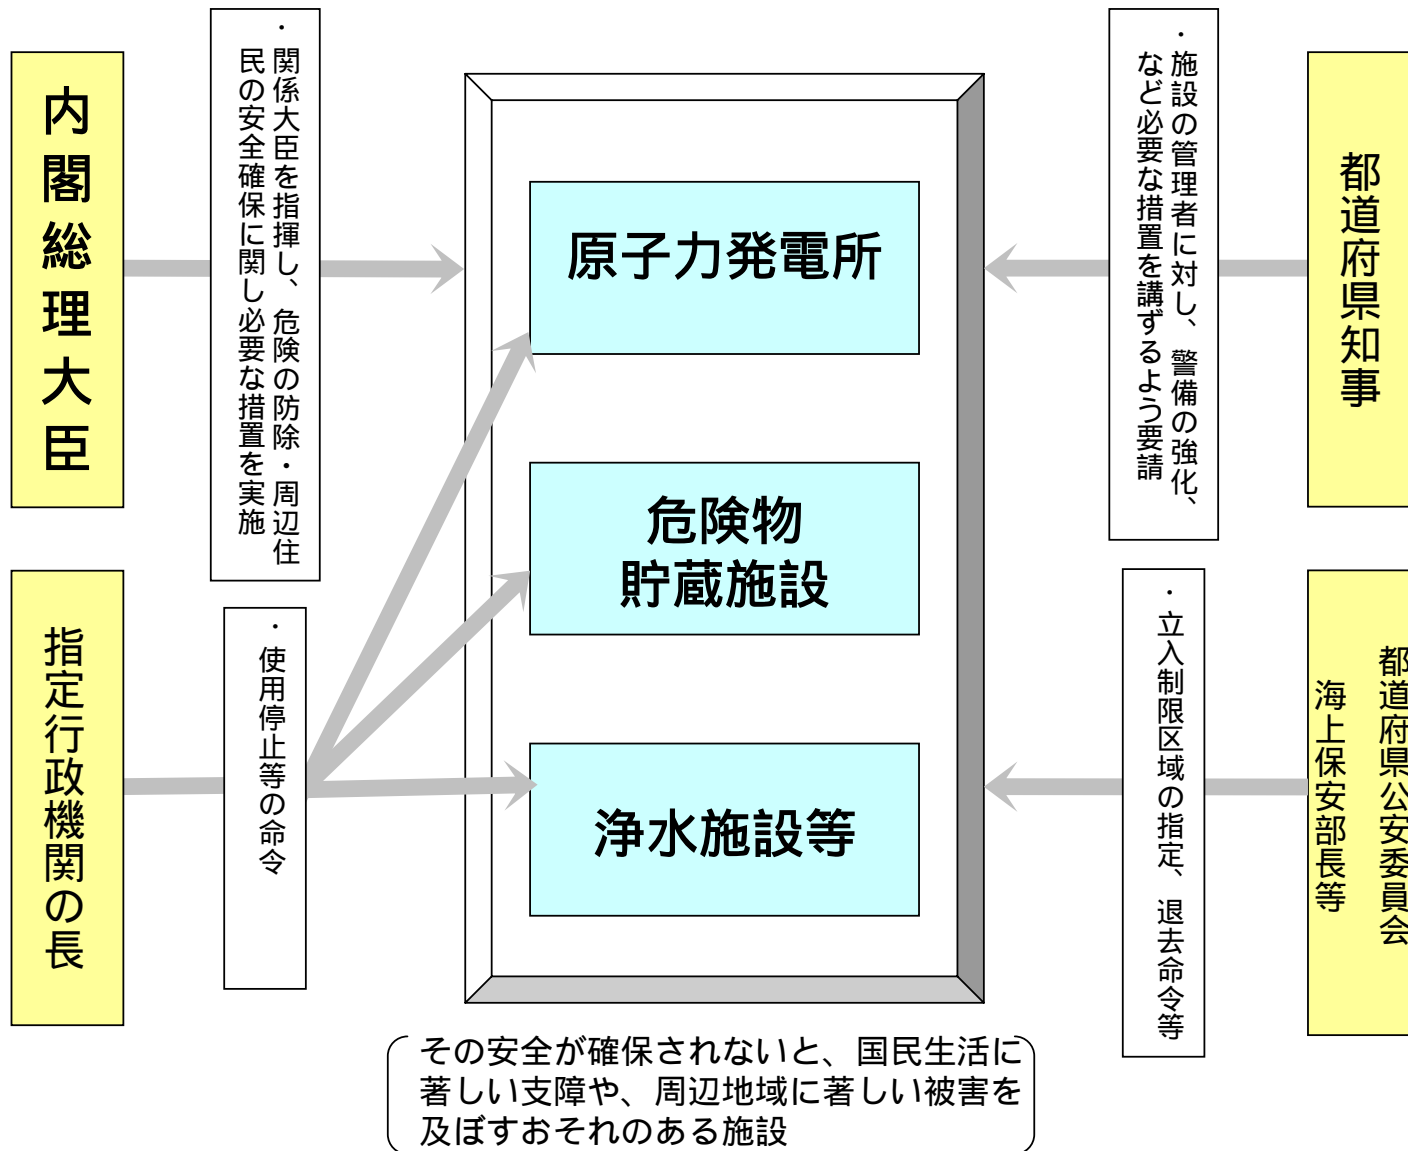 内閣総理大臣
・関係大臣を指揮し、危険の防除・周辺住
民の安全確保に関し必要な措置を実施
指定行政機関の長
・使用停止等の命令
原子力発電所
危険物
貯蔵施設
浄水施設等
・施設の管理者に対し、警備の強化、
など必要な措置を講ずるよう要請
都道府県知事
・立入制限区域の指定、退去命令等
都道府県公安委員会
海上保安部長等
その安全が確保されないと、国民生活に
著しい支障や、周辺地域に著しい被害を
及ぼすおそれのある施設